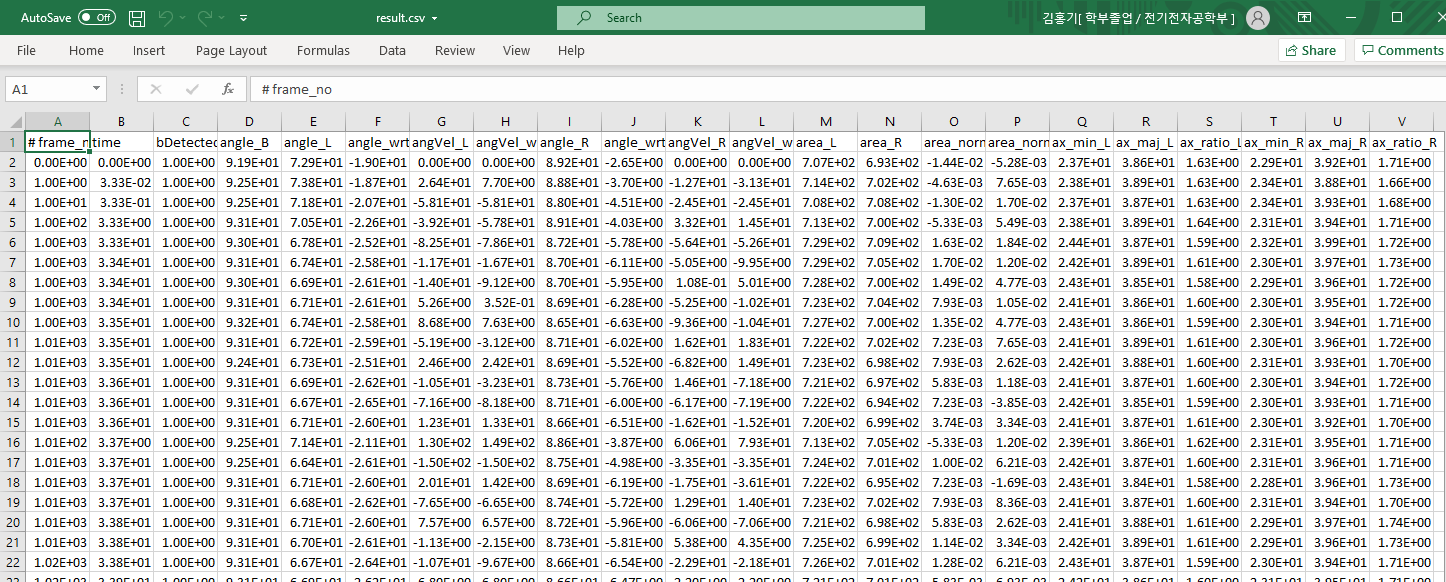 AutoSave Off result.csv Search 김홍기[ 학부졸업 / 전기전자공학부 ]
File Home Insert Page Layout Formulas Data Review View Help Share Comments
A1 fx # frame_no
A B C D E F G H I J K L M N O P Q R S T U V
1 # frame_n time bDetected angle_B angle_L angle_wrt angVel_L angVel_w angle_R angle_wrt angVel_R angVel_w area_L area_R area_norn area_norn ax_min_L ax_maj_L ax_ratio_L ax_min_R ax_maj_R ax_ratio_R
2 0.00E+00 0.00E+00 1.00E+00 9.19E+01 7.29E+01 -1.90E+01 0.00E+00 0.00E+00 8.92E+01 -2.65E+00 0.00E+00 0.00E+00 7.07E+02 6.93E+02 -1.44E-02 -5.28E-03 2.37E+01 3.86E+01 1.63E+00 2.29E+01 3.92E+01 1.71E+00
3 1.00E+00 3.33E-02 1.00E+00 9.25E+01 7.38E+01 -1.87E+01 2.64E+01 7.70E+00 8.88E+01 -3.70E+00 -1.27E+01 -3.13E+01 7.14E+02 7.02E+02 -4.63E-03 7.65E-03 2.38E+01 3.89E+01 1.63E+00 2.34E+01 3.88E+01 1.66E+00
4 1.00E+01 3.33E-01 1.00E+00 9.25E+01 7.18E+01 -2.07E+01 -5.81E+01 -5.81E+01 8.80E+01 -4.51E+00 -2.45E+01 -2.45E+01 7.08E+02 7.08E+02 -1.30E-02 1.70E-02 2.37E+01 3.87E+01 1.63E+00 2.34E+01 3.93E+01 1.68E+00
5 1.00E+02 3.33E+00 1.00E+00 9.31E+01 7.05E+01 -2.26E+01 -3.92E+01 -5.78E+01 8.91E+01 -4.03E+00 3.32E+01 1.45E+01 7.13E+02 7.00E+02 -5.33E-03 5.49E-03 2.38E+01 3.89E+01 1.64E+00 2.31E+01 3.94E+01 1.71E+00
6 1.00E+03 3.33E+01 1.00E+00 9.30E+01 6.78E+01 -2.52E+01 -8.25E+01 -7.86E+01 8.72E+01 -5.78E+00 -5.64E+01 -5.26E+01 7.29E+02 7.09E+02 1.63E-02 1.84E-02 2.44E+01 3.87E+01 1.59E+00 2.32E+01 3.99E+01 1.72E+00
7 1.00E+03 3.34E+01 1.00E+00 9.31E+01 6.74E+01 -2.58E+01 -1.17E+01 -1.67E+01 8.70E+01 -6.11E+00 -5.05E+00 -9.95E+00 7.29E+02 7.05E+02 1.70E-02 1.20E-02 2.42E+01 3.89E+01 1.61E+00 2.30E+01 3.97E+01 1.73E+00
8 1.00E+03 3.34E+01 1.00E+00 9.30E+01 6.69E+01 -2.61E+01 -1.40E+01 -9.12E+00 8.70E+01 -5.95E+00 1.08E-01 5.01E+00 7.28E+02 7.00E+02 1.49E-02 4.77E-03 2.43E+01 3.85E+01 1.58E+00 2.29E+01 3.96E+01 1.72E+00
9 1.00E+03 3.34E+01 1.00E+00 9.31E+01 6.71E+01 -2.61E+01 5.26E+00 3.52E-01 8.69E+01 -6.28E+00 -5.25E+00 -1.02E+01 7.23E+02 7.04E+02 7.93E-03 1.05E-02 2.41E+01 3.86E+01 1.60E+00 2.30E+01 3.95E+01 1.72E+00
10 1.00E+03 3.35E+01 1.00E+00 9.32E+01 6.74E+01 -2.58E+01 8.68E+00 7.63E+00 8.65E+01 -6.63E+00 -9.36E+00 -1.04E+01 7.27E+02 7.00E+02 1.35E-02 4.77E-03 2.43E+01 3.86E+01 1.59E+00 2.30E+01 3.94E+01 1.71E+00
11 1.01E+03 3.35E+01 1.00E+00 9.31E+01 6.72E+01 -2.59E+01 -5.19E+00 -3.12E+00 8.71E+01 -6.02E+00 1.62E+01 1.83E+01 7.22E+02 7.02E+02 7.23E-03 7.65E-03 2.41E+01 3.89E+01 1.61E+00 2.30E+01 3.96E+01 1.72E+00
12 1.01E+03 3.35E+01 1.00E+00 9.24E+01 6.73E+01 -2.51E+01 2.46E+00 2.42E+01 8.69E+01 -5.52E+00 -6.82E+00 1.49E+01 7.23E+02 6.98E+02 7.93E-03 2.62E-03 2.42E+01 3.88E+01 1.60E+00 2.31E+01 3.93E+01 1.70E+00
13 1.01E+03 3.36E+01 1.00E+00 9.31E+01 6.69E+01 -2.62E+01 -1.05E+01 -3.23E+01 8.73E+01 -5.76E+00 1.46E+01 -7.18E+00 7.21E+02 6.97E+02 5.83E-03 1.18E-03 2.41E+01 3.87E+01 1.60E+00 2.30E+01 3.94E+01 1.72E+00
14 1.01E+03 3.36E+01 1.00E+00 9.31E+01 6.67E+01 -2.65E+01 -7.16E+00 -8.18E+00 8.71E+01 -6.00E+00 -6.17E+00 -7.19E+00 7.22E+02 6.94E+02 7.23E-03 -3.85E-03 2.42E+01 3.85E+01 1.59E+00 2.30E+01 3.93E+01 1.71E+00
15 1.01E+03 3.36E+01 1.00E+00 9.31E+01 6.71E+01 -2.60E+01 1.23E+01 1.33E+01 8.66E+01 -6.51E+00 -1.62E+01 -1.52E+01 7.20E+02 6.99E+02 3.74E-03 3.34E-03 2.41E+01 3.87E+01 1.61E+00 2.30E+01 3.92E+01 1.70E+00
16 1.01E+02 3.37E+00 1.00E+00 9.25E+01 7.14E+01 -2.11E+01 1.30E+02 1.49E+02 8.86E+01 -3.87E+00 6.06E+01 7.93E+01 7.13E+02 7.05E+02 -5.33E-03 1.20E-02 2.39E+01 3.86E+01 1.62E+00 2.31E+01 3.95E+01 1.71E+00
17 1.01E+03 3.37E+01 1.00E+00 9.25E+01 6.64E+01 -2.61E+01 -1.50E+02 -1.50E+02 8.75E+01 -4.98E+00 -3.35E+01 -3.35E+01 7.24E+02 7.01E+02 1.00E-02 6.21E-03 2.42E+01 3.87E+01 1.60E+00 2.31E+01 3.96E+01 1.71E+00
18 1.01E+03 3.37E+01 1.00E+00 9.31E+01 6.71E+01 -2.60E+01 2.01E+01 1.42E+00 8.69E+01 -6.19E+00 -1.75E+01 -3.61E+01 7.22E+02 6.95E+02 7.23E-03 -1.69E-03 2.43E+01 3.84E+01 1.58E+00 2.28E+01 3.96E+01 1.73E+00
19 1.01E+03 3.37E+01 1.00E+00 9.31E+01 6.68E+01 -2.62E+01 -7.65E+00 -6.65E+00 8.74E+01 -5.72E+00 1.29E+01 1.40E+01 7.23E+02 7.02E+02 7.93E-03 8.36E-03 2.41E+01 3.87E+01 1.60E+00 2.31E+01 3.94E+01 1.70E+00
20 1.01E+03 3.38E+01 1.00E+00 9.31E+01 6.71E+01 -2.60E+01 7.57E+00 6.57E+00 8.72E+01 -5.96E+00 -6.06E+00 -7.06E+00 7.21E+02 6.98E+02 5.83E-03 2.62E-03 2.41E+01 3.88E+01 1.61E+00 2.29E+01 3.97E+01 1.74E+00
21 1.01E+03 3.38E+01 1.00E+00 9.31E+01 6.70E+01 -2.61E+01 -1.13E+00 -2.15E+00 8.73E+01 -5.81E+00 5.38E+00 4.35E+00 7.25E+02 6.99E+02 1.14E-02 3.34E-03 2.42E+01 3.89E+01 1.61E+00 2.29E+01 3.96E+01 1.73E+00
22 1.02E+03 3.38E+01 1.00E+00 9.31E+01 6.67E+01 -2.64E+01 -1.07E+01 -9.67E+00 8.66E+01 -6.54E+00 -2.29E+01 -2.18E+01 7.26E+02 7.01E+02 1.28E-02 6.21E-03 2.43E+01 3.87E+01 1.59E+00 2.30E+01 3.96E+01 1.73E+00